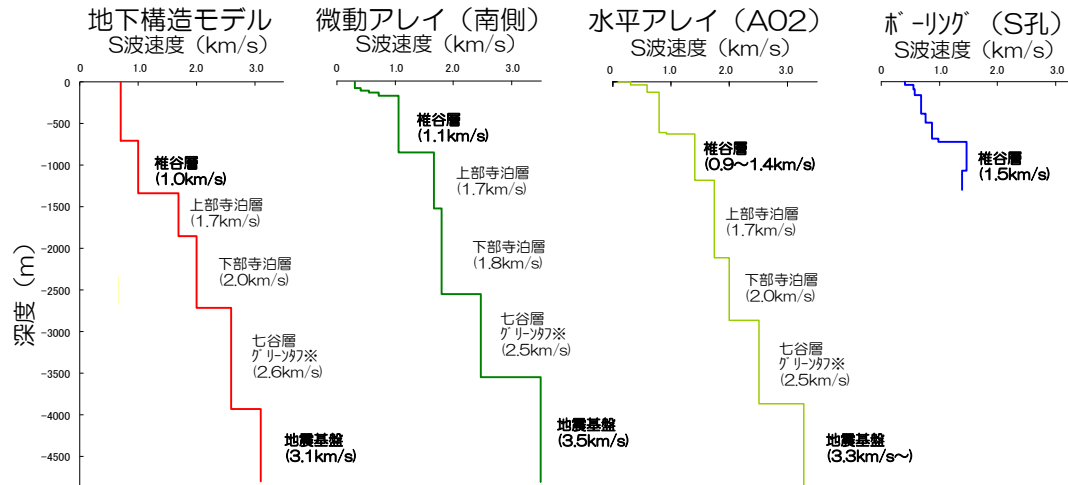 地下構造モデル
S波速度（km/s）
0.0 1.0 2.0 3.0
0
-500
-1000
-1500
-2000
-2500
-3000
-3500
-4000
-4500
深度（m）
椎谷層
(1.0km/s)
上部寺泊層
(1.7km/s)
下部寺泊層
(2.0km/s)
七谷層
グリーンタフ※
(2.6km/s)
地震基盤
(3.1km/s)
微動アレイ（南側）
S波速度（km/s）
0.0 1.0 2.0 3.0
椎谷層
(1.1km/s)
上部寺泊層
(1.7km/s)
下部寺泊層
(1.8km/s)
七谷層
グリーンタフ※
(2.5km/s)
地震基盤
(3.5km/s)
水平アレイ（A02）
S波速度（km/s）
0.0 1.0 2.0 3.0
椎谷層
(0.9～1.4km/s)
上部寺泊層
(1.7km/s)
下部寺泊層
(2.0km/s)
七谷層
グリーンタフ※
(2.5km/s)
地震基盤
(3.3km/s～)
ボーリング（S孔）
S波速度（km/s）
0.0 1.0 2.0 3.0
椎谷層
(1.5km/s)